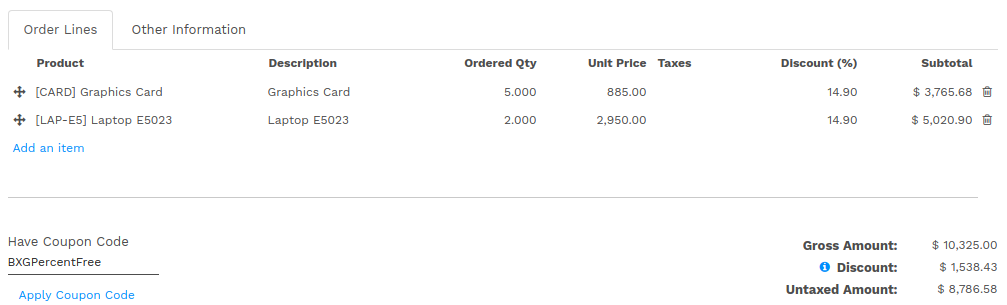 Order Lines Other Information
Product Description Ordered Qty Unit Price Taxes Discount (%) Subtotal
[CARD] Graphics Card Graphics Card 5.000 885.00 14.90 $ 3,765.68
[LAP-E5] Laptop E5023 Laptop E5023 2.000 2,950.00 14.90 $ 5,020.90
Add an item
Have Coupon Code
BXGPercentFree
Apply Coupon Code
Gross Amount: $ 10,325.00
Discount: $ 1,538.43
Untaxed Amount: $ 8,786.58